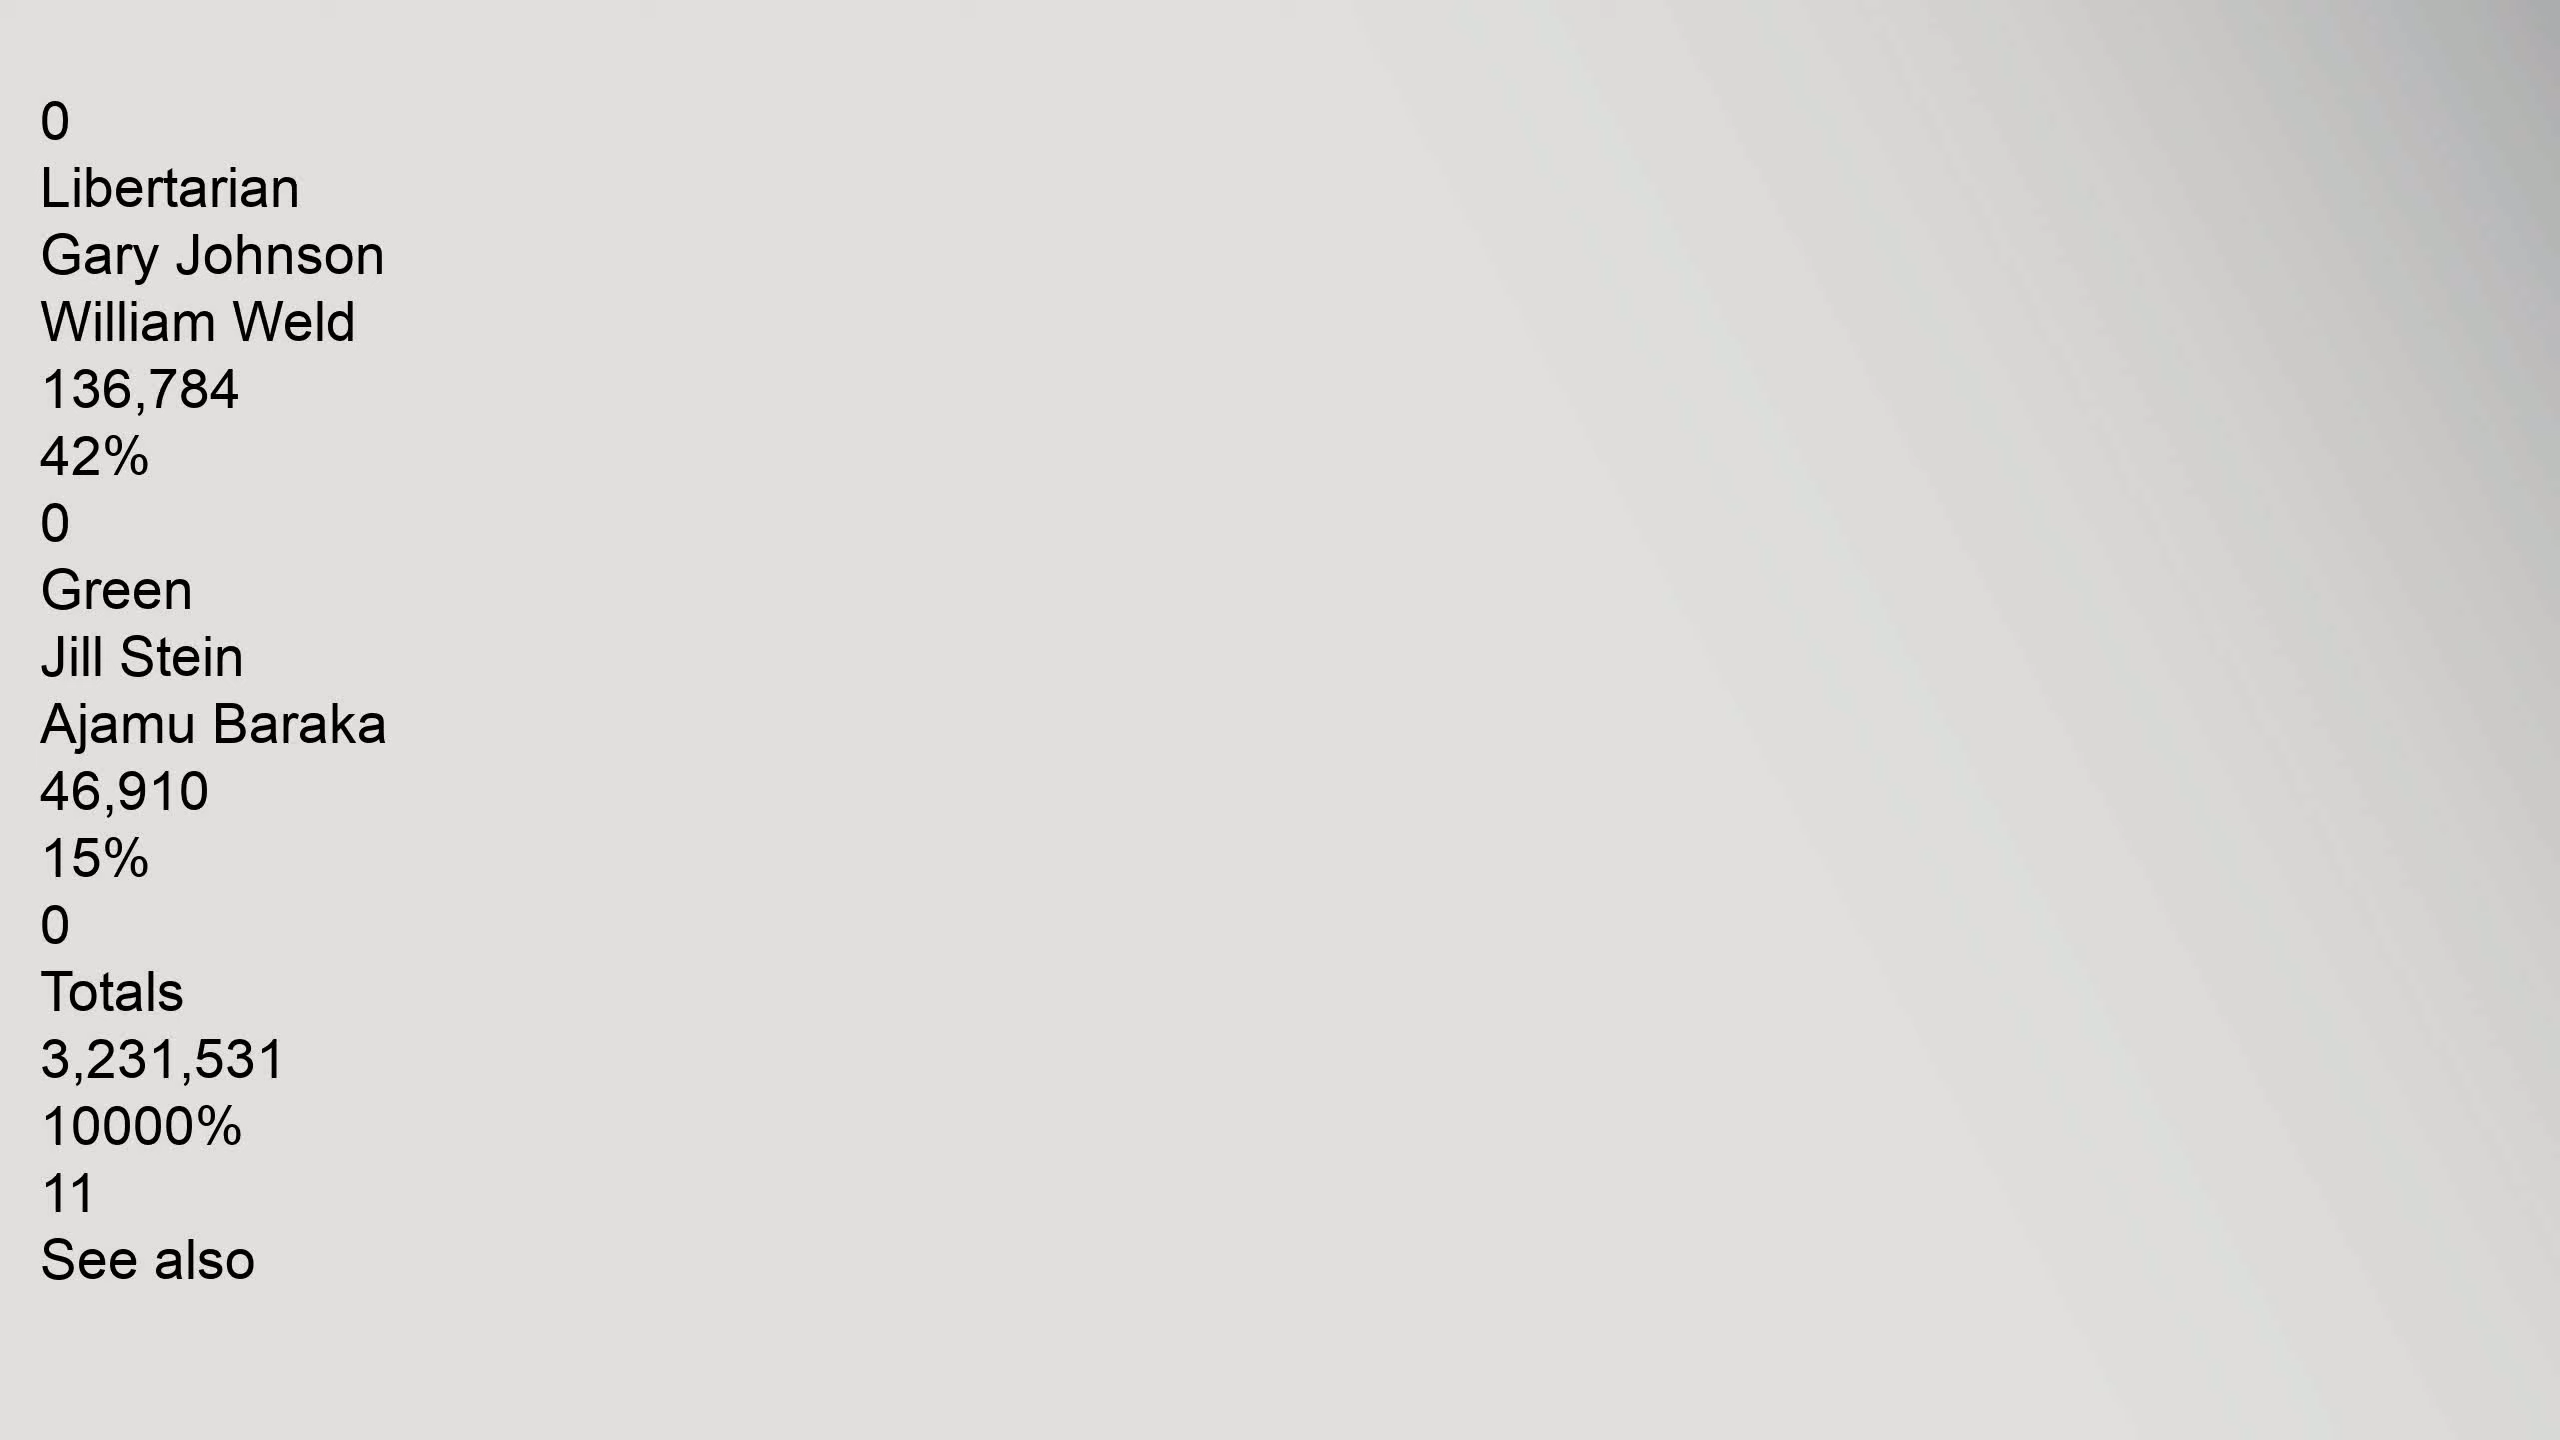 0
Libertarian
Gary Johnson
William Weld
136,784
42%
0
Green
Jill Stein
Ajamu Baraka
46,910
15%
0
Totals
3,231,531
10000%
11
See also